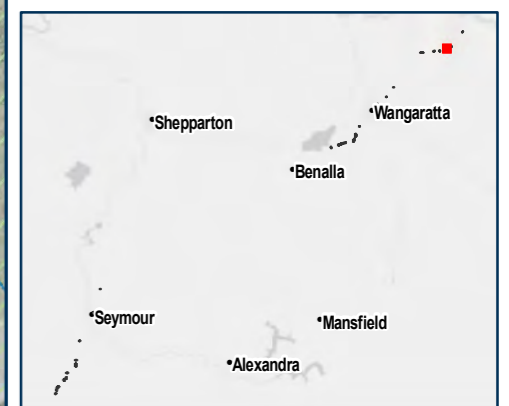 Wangaratta
Shepparton
Benalla
Seymour
Mansfield
Alexandra